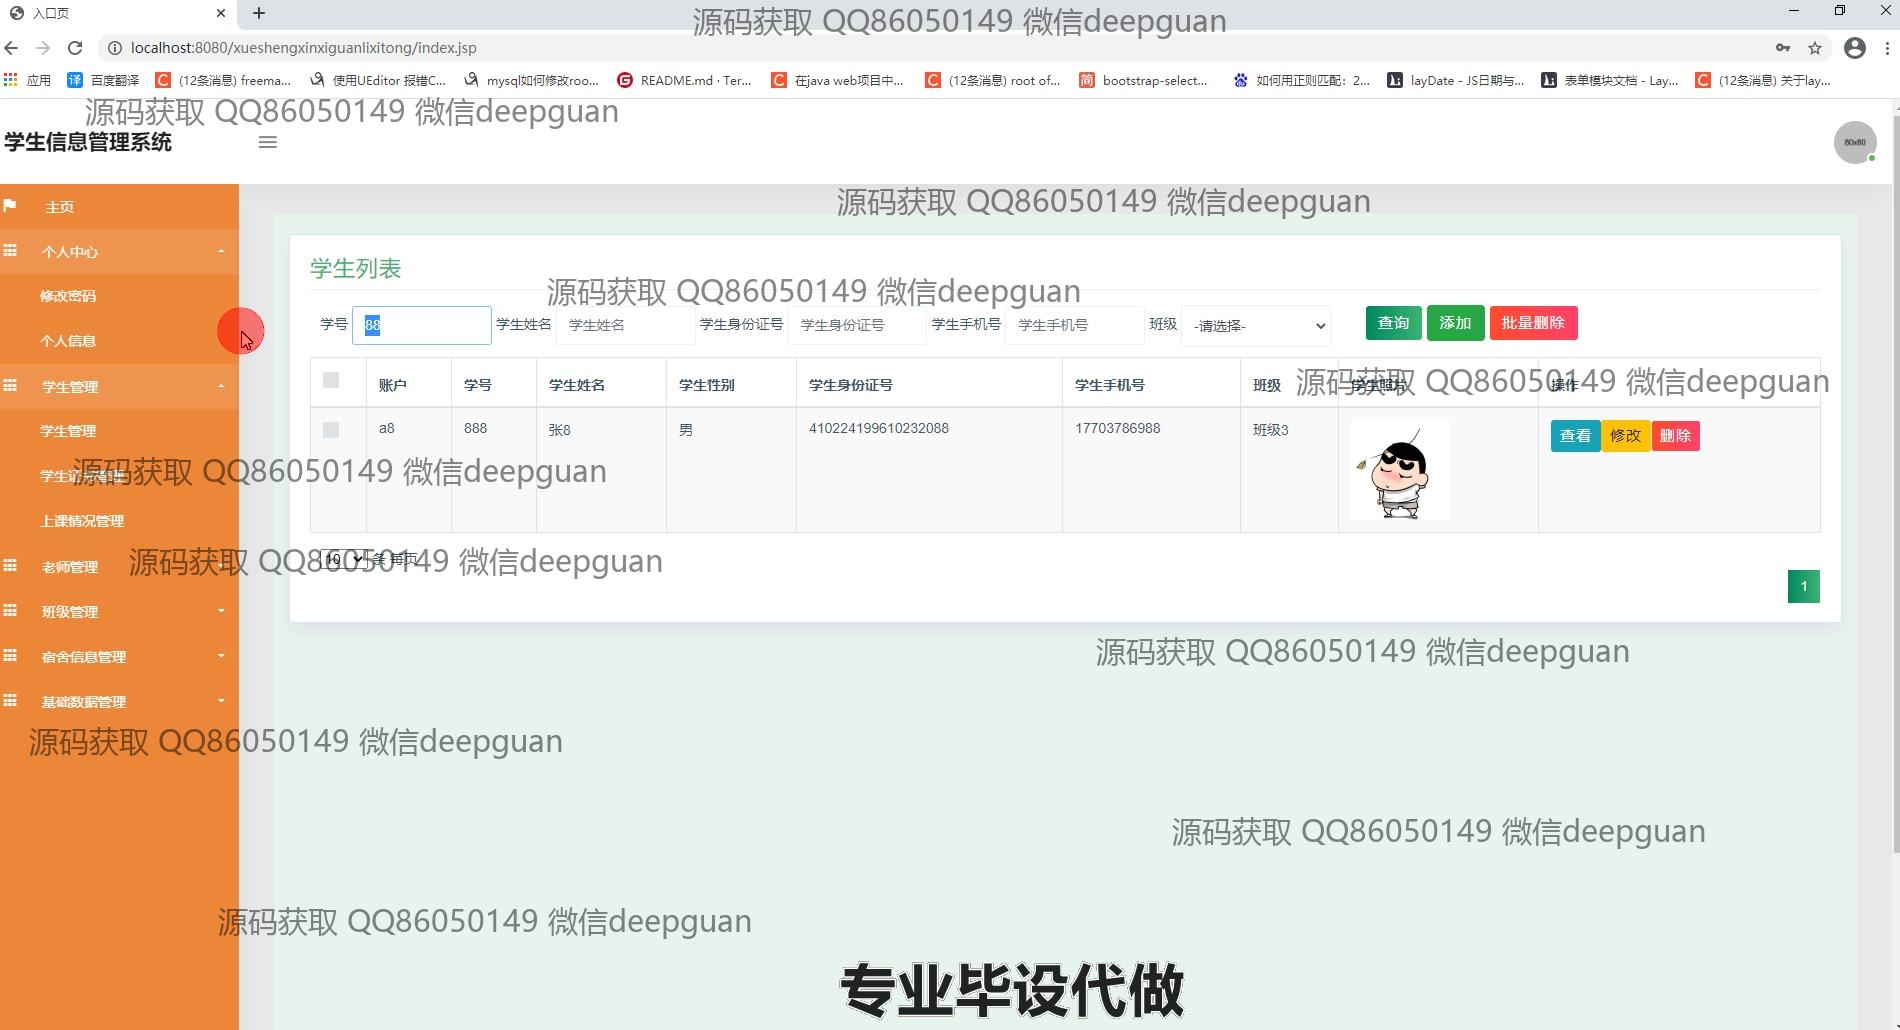 入口页
源码获取 QQ86050149 微信deepguan
localhost:8080/xueshengxinxiguanlixitong/index.jsp
应用 百度翻译 (12条消息) freema... 使用UEditor 报错C... mysql如何修改roo... README.md · Ter... 在java web项目中... (12条消息) root of... bootstrap-select... 如何用正则匹配：2... layDate - JS日期与... 表单模块文档 - Lay... (12条消息) 关于lay...
源码获取 QQ86050149 微信deepguan
学生信息管理系统
80x80
源码获取 QQ86050149 微信deepguan
主页
个人中心
修改密码
个人信息
学生管理
学生管理
上课情况管理
老师管理
班级管理
宿舍信息管理
基础数据管理
学生列表
源码获取 QQ86050149 微信deepguan
学号 88 学生姓名 学生姓名 学生身份证号 学生身份证号 学生手机号 学生手机号 班级 -请选择- 查询 添加 批量删除
账户 学号 学生姓名 学生性别 学生身份证号 学生手机号 班级 学生照片 操作
源码获取 QQ86050149 微信deepguan
a8 888 张8 男 410224199610232088 17703786988 班级3 查看 修改 删除
源码获取 QQ86050149 微信deepguan
10 条 每页
源码获取 QQ86050149 微信deepguan
1
源码获取 QQ86050149 微信deepguan
源码获取 QQ86050149 微信deepguan
源码获取 QQ86050149 微信deepguan
源码获取 QQ86050149 微信deepguan
专业毕设代做